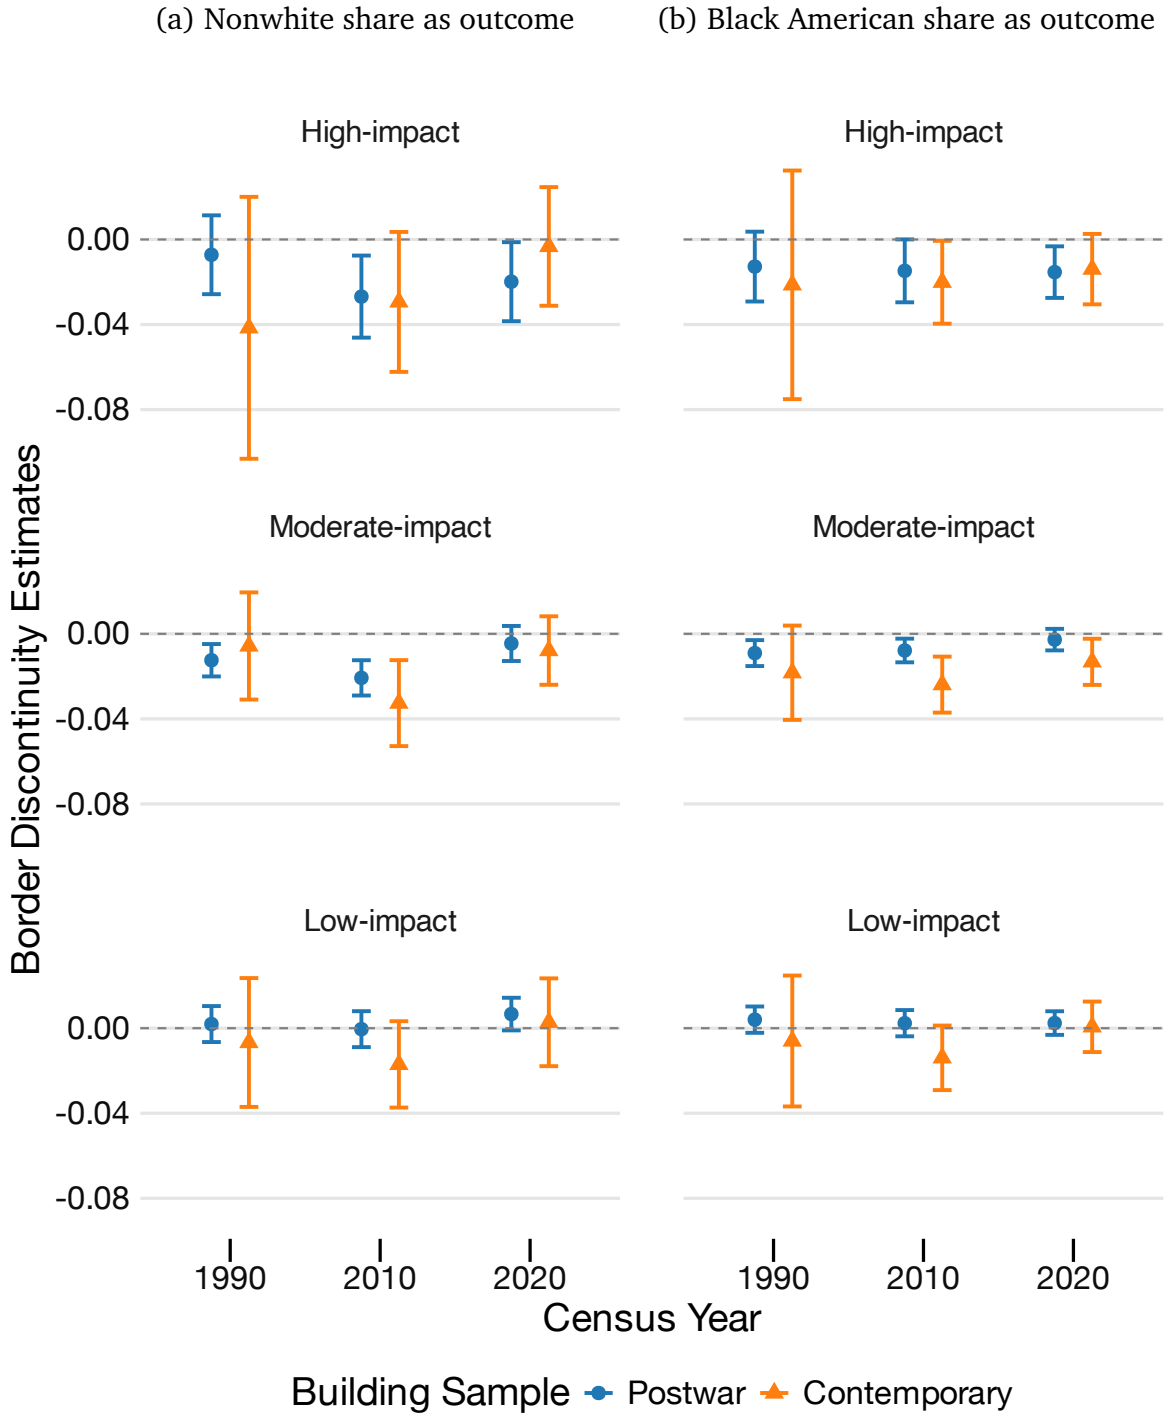 (a) Nonwhite share as outcome
(b) Black American share as outcome
High-impact
High-impact
0.00
-0.04
-0.08
Moderate-impact
Moderate-impact
0.00
-0.04
-0.08
Low-impact
Low-impact
0.00
-0.04
-0.08
Border Discontinuity Estimates
1990 2010 2020
1990 2010 2020
Census Year
Building Sample Postwar Contemporary